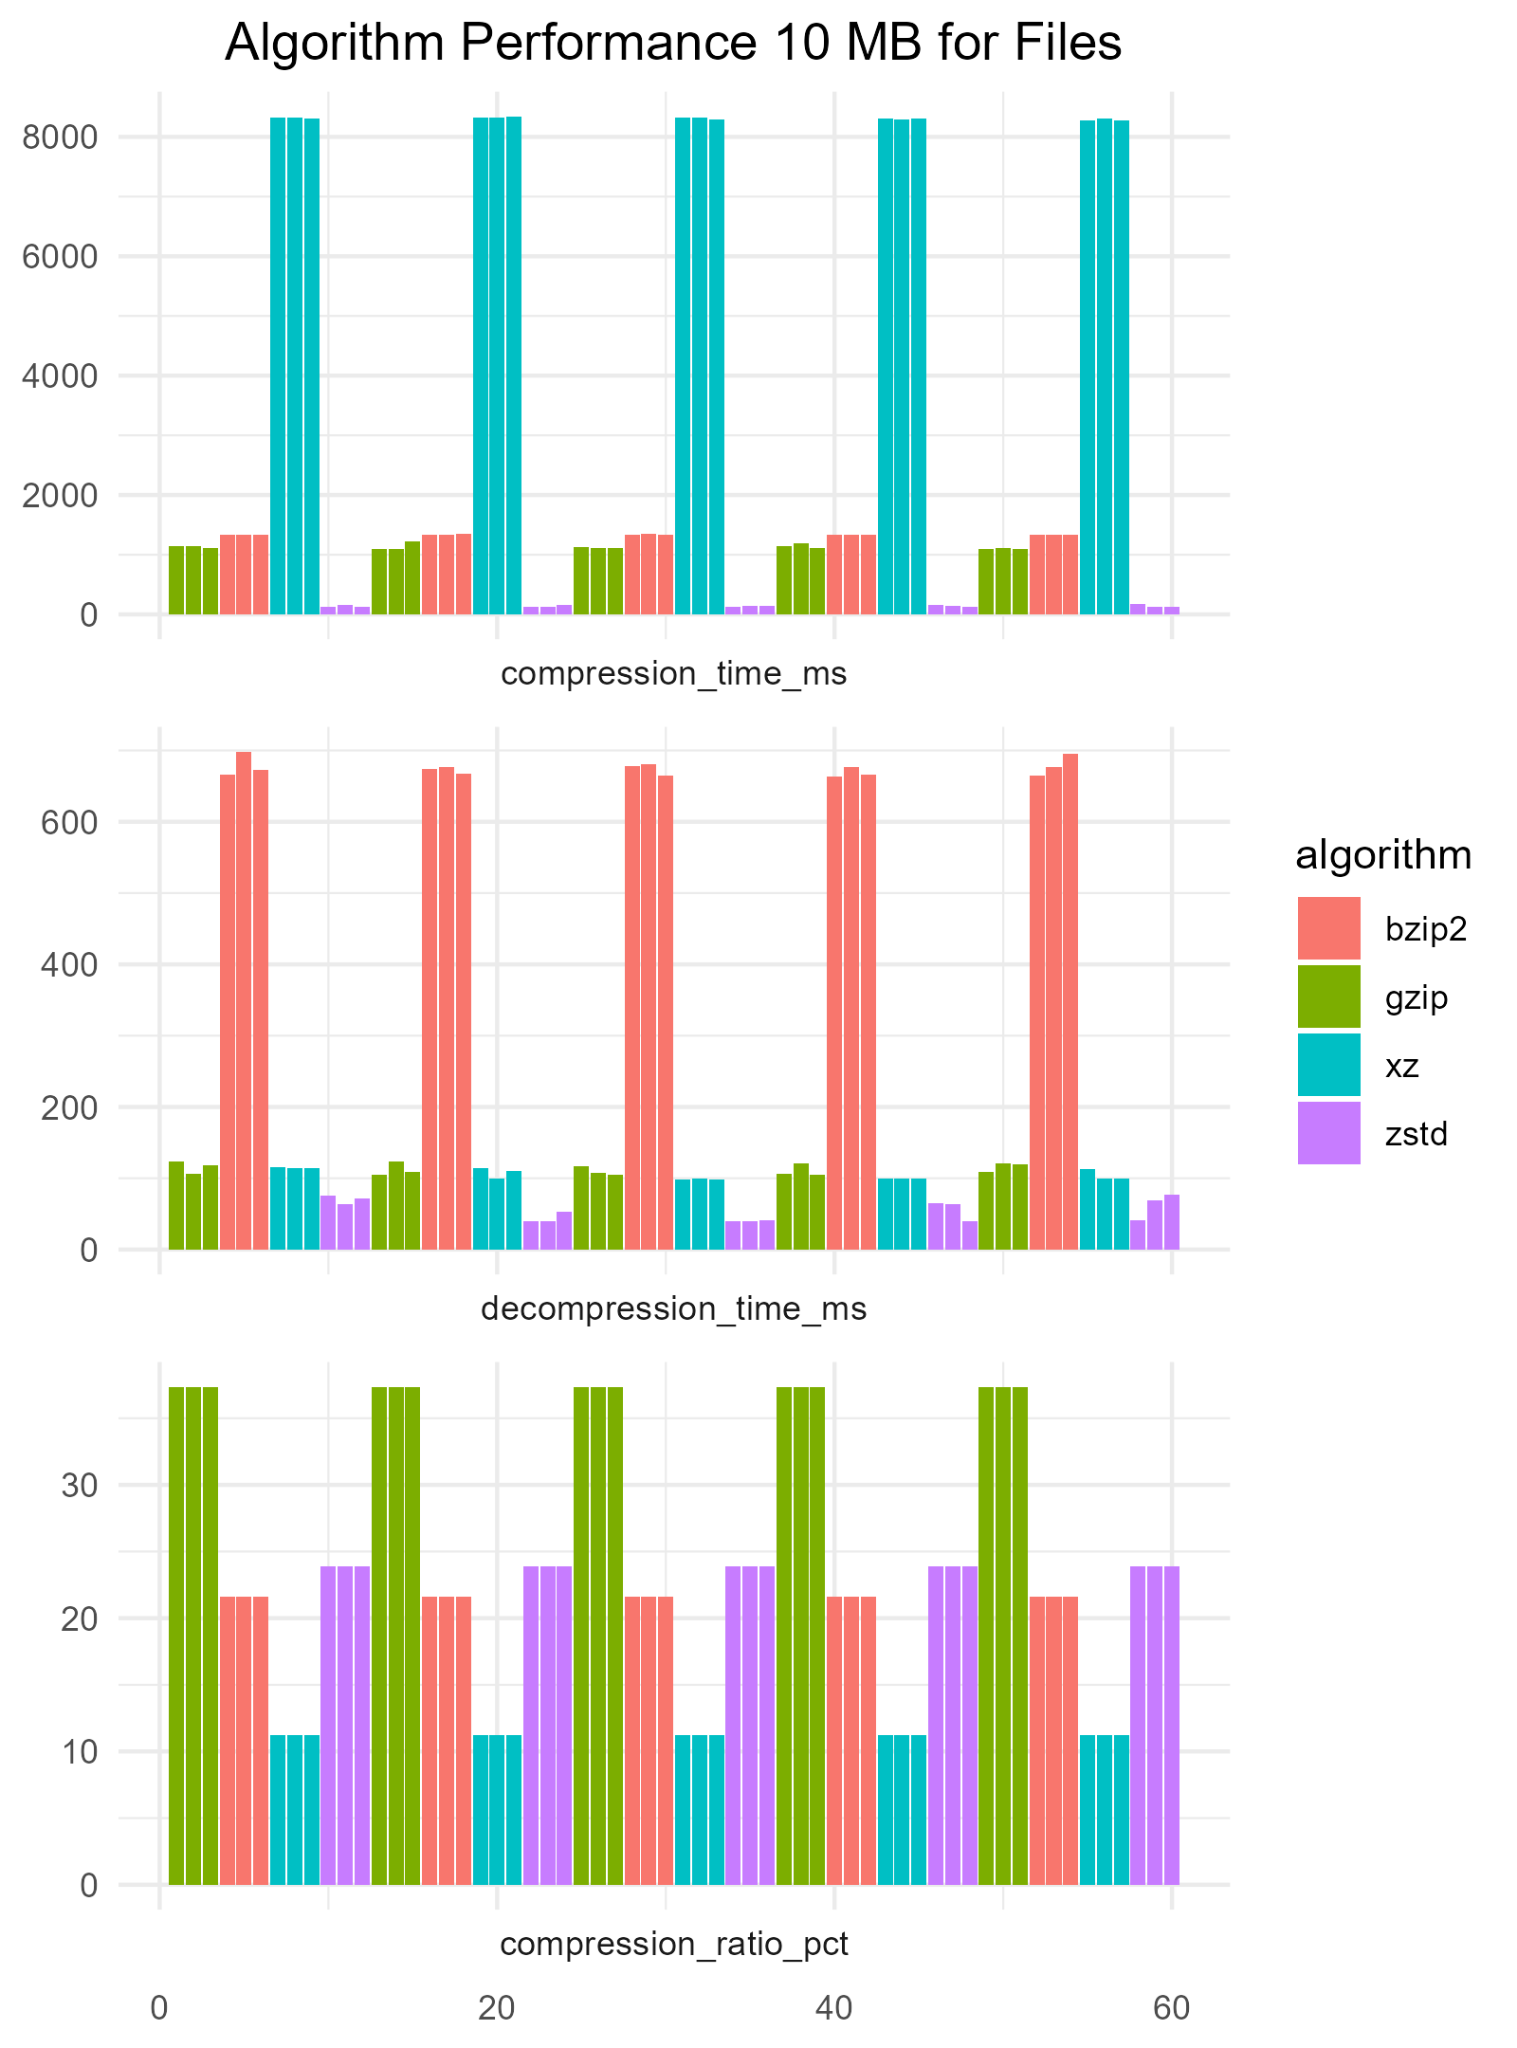 Algorithm Performance 10 MB for Files
8000
6000
4000
2000
0
compression_time_ms
600
400
200
0
decompression_time_ms
30
20
10
0
compression_ratio_pct
0 20 40 60
algorithm
bzip2
gzip
xz
zstd